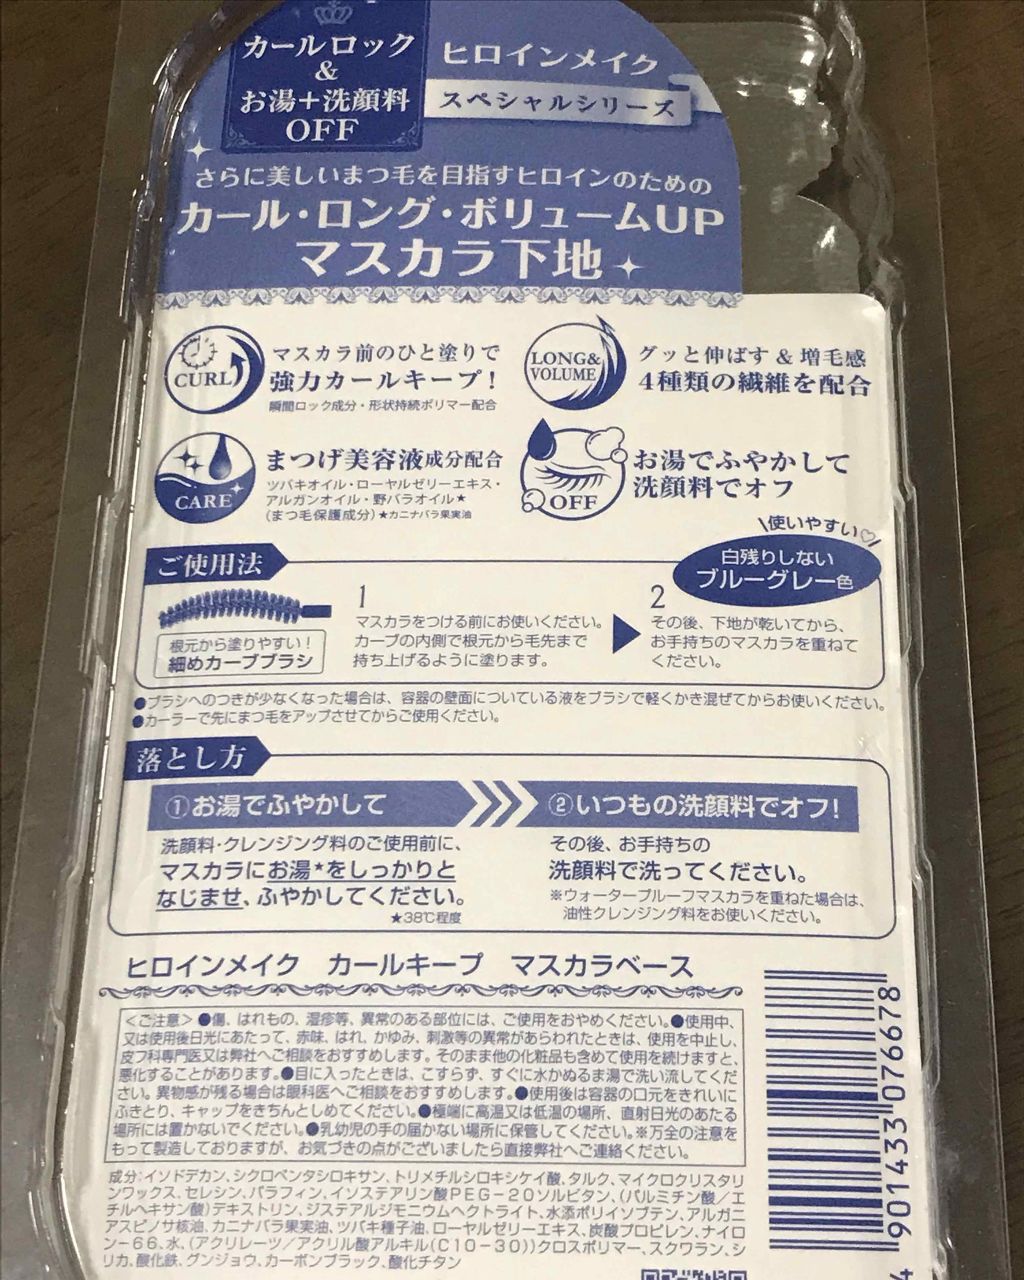 カールロック
&
お湯+洗顔料
OFF
ヒロインメイク
スペシャルシリーズ
さらに美しいまつ毛を目指すヒロインのための
カール・ロング・ボリュームUP
マスカラ下地
CURL
マスカラ前のひと塗りで
強力カールキープ!
瞬間ロック成分・形状持続ポリマー配合
LONG&
VOLUME
グッと伸ばす & 増毛感
4種類の繊維を配合
CARE
まつげ美容液成分配合
ツバキオイル・ローヤルゼリーエキス・
アルガンオイル・野バラオイル★
(まつ毛保護成分)★カニナバラ果実油
OFF
お湯でふやかして
洗顔料でオフ
\使いやすい♡/
白残りしない
ブルーグレー色
ご使用法
根元から塗りやすい!
細めカーブブラシ
1
マスカラをつける前にお使いください。
カーブの内側で根元から毛先まで
持ち上げるように塗ります。
2
その後、下地が乾いてから、
お手持ちのマスカラを重ねて
ください。
●ブラシへのつきが少なくなった場合は、容器の壁面についている液をブラシで軽くかき混ぜてからお使いください。
●カーラーで先にまつ毛をアップさせてからご使用ください。
落とし方
①お湯でふやかして
洗顔料・クレンジング料のご使用前に、
マスカラにお湯★をしっかりと
なじませ、ふやかしてください。
★38℃程度
②いつもの洗顔料でオフ!
その後、お手持ちの
洗顔料で洗ってください。
※ウォータープルーフマスカラを重ねた場合は、
油性クレンジング料をお使いください。
ヒロインメイク カールキープ マスカラベース
<ご注意>●傷、はれもの、湿疹等、異常のある部位には、ご使用をおやめください。●使用中、
又は使用後日光にあたって、赤味、はれ、かゆみ、刺激等の異常があらわれたときは、使用を中止し、
皮フ科専門医又は弊社へご相談をおすすめします。そのまま他の化粧品も含めて使用を続けますと、
悪化することがあります。●目に入ったときは、こすらず、すぐに水かぬるま湯で洗い流してくだ
さい。異物感が残る場合は眼科医へご相談をおすすめします。●使用後は容器の口元をきれいに
ふきとり、キャップをきちんとしめてください。●極端に高温又は低温の場所、直射日光のあたる
場所には置かないでください。●乳幼児の手の届かない場所に保管してください。※万全の注意を
もって製造しておりますが、お気づきの点がございましたら直接弊社へご連絡ください。
成分:イソドデカン、シクロペンタシロキサン、トリメチルシロキシケイ酸、タルク、マイクロクリスタリ
ンワックス、セレシン、パラフィン、イソステアリン酸PEG-20ソルビタン、(パルミチン酸/エ
チルヘキサン酸)デキストリン、ジステアルジモニウムヘクトライト、水添ポリイソブテン、アルガニ
アスピノサ核油、カニナバラ果実油、ツバキ種子油、ローヤルゼリーエキス、炭酸プロピレン、ナイロ
ン-66、水、(アクリレーツ/アクリル酸アルキル(C10-30))クロスポリマー、スクワラン、シ
リカ、酸化鉄、グンジョウ、カーボンブラック、酸化チタン
4 901433 076678